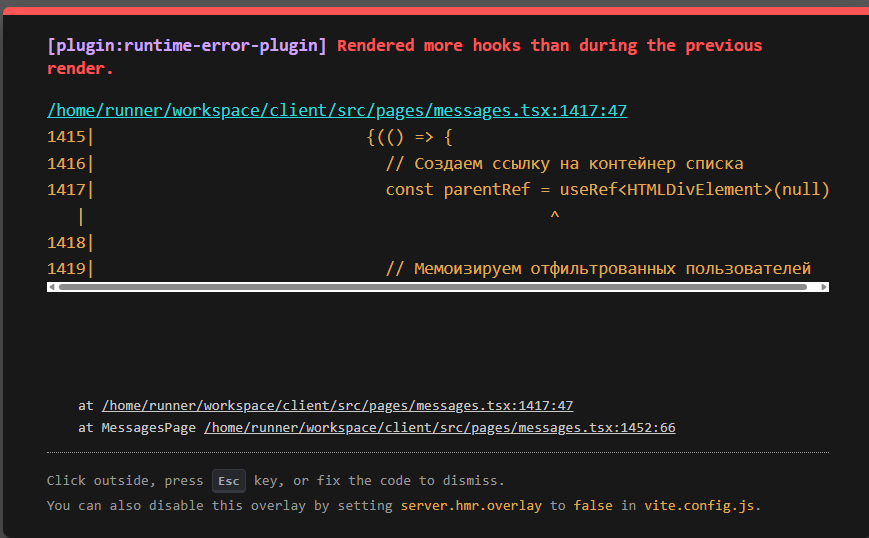 [plugin:runtime-error-plugin] Rendered more hooks than during the previous
render.
/home/runner/workspace/client/src/pages/messages.tsx:1417:47
1415|                            {(() => {
1416|                              // Создаем ссылку на контейнер списка
1417|                              const parentRef = useRef<HTMLDivElement>(null)
    |                                               ^
1418|
1419|                              // Мемоизируем отфильтрованных пользователей
at /home/runner/workspace/client/src/pages/messages.tsx:1417:47
at MessagesPage /home/runner/workspace/client/src/pages/messages.tsx:1452:66
Click outside, press Esc key, or fix the code to dismiss.
You can also disable this overlay by setting server.hmr.overlay to false in vite.config.js.